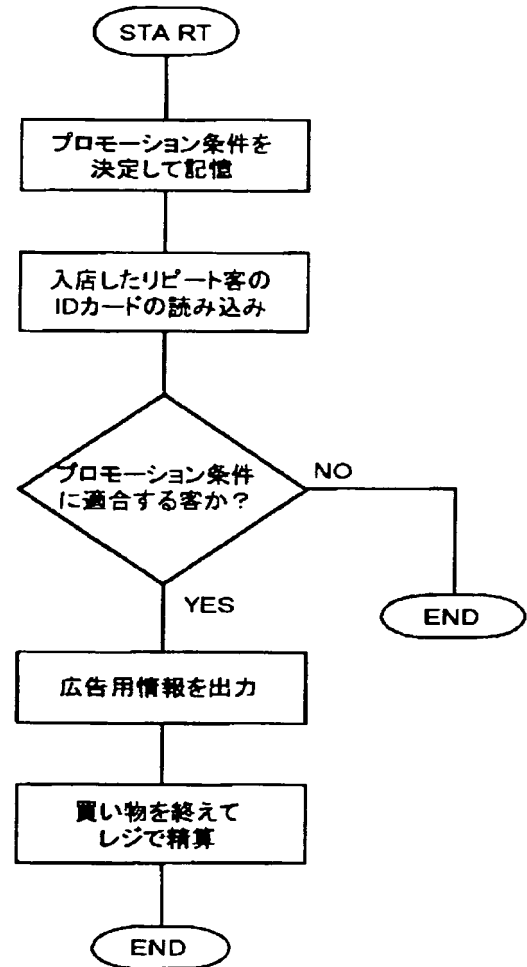 START
プロモーション条件を
決定して記憶
入店したリピート客の
IDカードの読み込み
プロモーション条件
に適合する客か？
NO
END
YES
広告用情報を出力
買い物を終えて
レジで精算
END